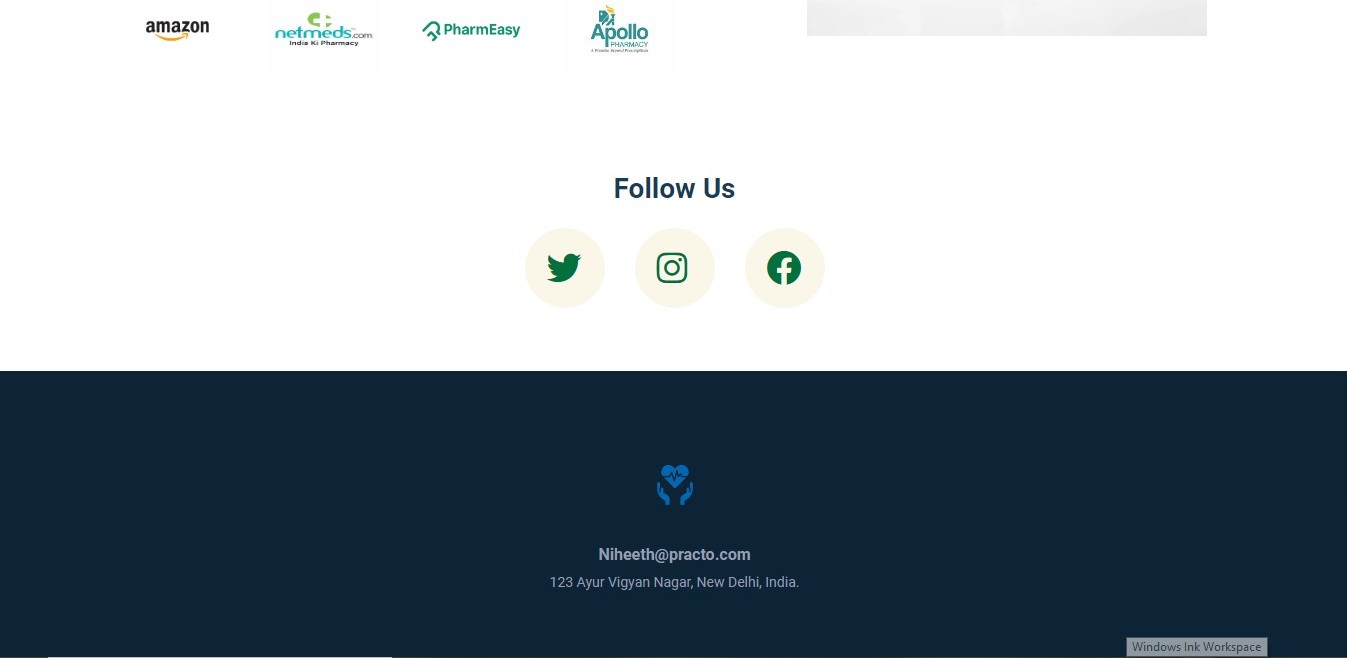 amazon
netmeds.com
India Ki Pharmacy
PharmEasy
Apollo
PHARMACY
Follow Us
Niheeth@practo.com
123 Ayur Vigyan Nagar, New Delhi, India.
Windows Ink Workspace